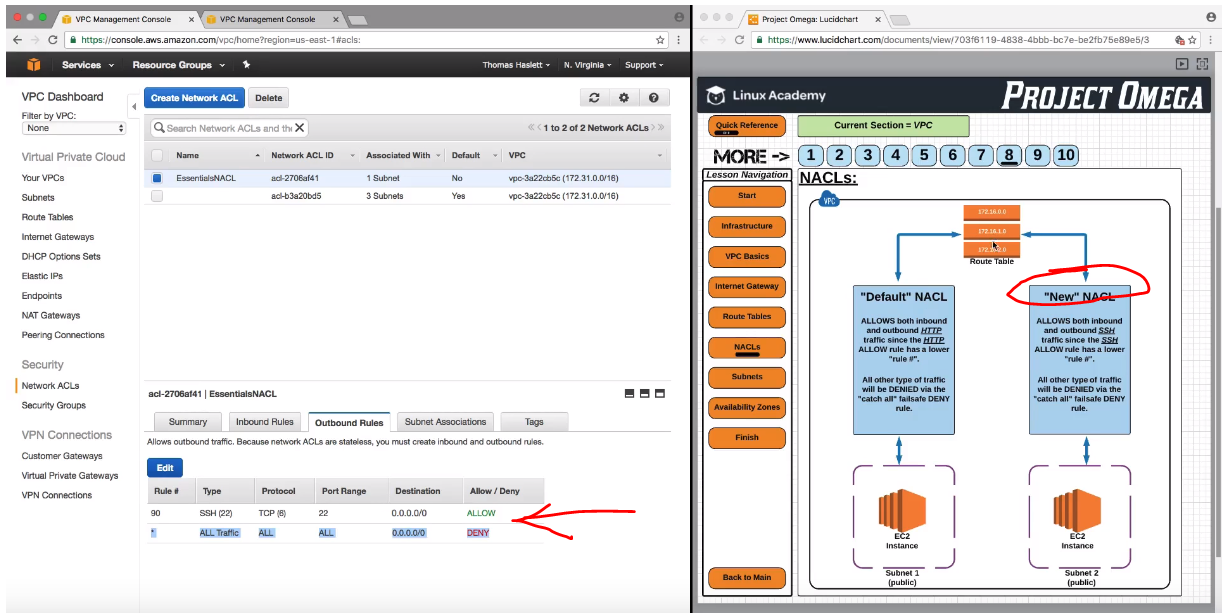 VPC Management Console
VPC Management Console
https://console.aws.amazon.com/vpc/home?region=us-east-1#acls:
Services
Resource Groups
Thomas Haslett
N. Virginia
Support
VPC Dashboard
Filter by VPC:
None
Virtual Private Cloud
Your VPCs
Subnets
Route Tables
Internet Gateways
DHCP Options Sets
Elastic IPs
Endpoints
NAT Gateways
Peering Connections
Security
Network ACLs
Security Groups
VPN Connections
Customer Gateways
Virtual Private Gateways
VPN Connections
Create Network ACL Delete
Search Network ACLs and the
1 to 2 of 2 Network ACLs
Name Network ACL ID Associated With Default VPC
EssentialsNACL acl-2706af41 1 Subnet No vpc-3a22cb5c (172.31.0.0/16)
acl-b3a20bd5 3 Subnets Yes vpc-3a22cb5c (172.31.0.0/16)
acl-2706af41 | EssentialsNACL
Summary Inbound Rules Outbound Rules Subnet Associations Tags
Allows outbound traffic. Because network ACLs are stateless, you must create inbound and outbound rules.
Edit
Rule # Type Protocol Port Range Destination Allow / Deny
90 SSH (22) TCP (6) 22 0.0.0.0/0 ALLOW
* ALL Traffic ALL ALL 0.0.0.0/0 DENY
Project Omega: Lucidchart
https://www.lucidchart.com/documents/view/703f6119-4838-4bbb-bc7e-be2fb75e89e5/3
Linux Academy
PROJECT OMEGA
Quick Reference
Current Section = VPC
MORE -> 1 2 3 4 5 6 7 8 9 10
Lesson Navigation
Start
Infrastructure
VPC Basics
Internet Gateway
Route Tables
NACLs
Subnets
Availability Zones
Finish
Back to Main
NACLs:
VPC
172.16.0.0
172.16.1.0
Route Table
"Default" NACL
ALLOWS both inbound
and outbound HTTP
traffic since the HTTP
ALLOW rule has a lower
"rule #".
All other type of traffic
will be DENIED via the
"catch all" failsafe DENY
rule.
"New" NACL
ALLOWS both inbound
and outbound SSH
traffic since the SSH
ALLOW rule has a lower
"rule #".
All other type of traffic
will be DENIED via the
"catch all" failsafe DENY
rule.
EC2
Instance
Subnet 1
(public)
EC2
Instance
Subnet 2
(public)